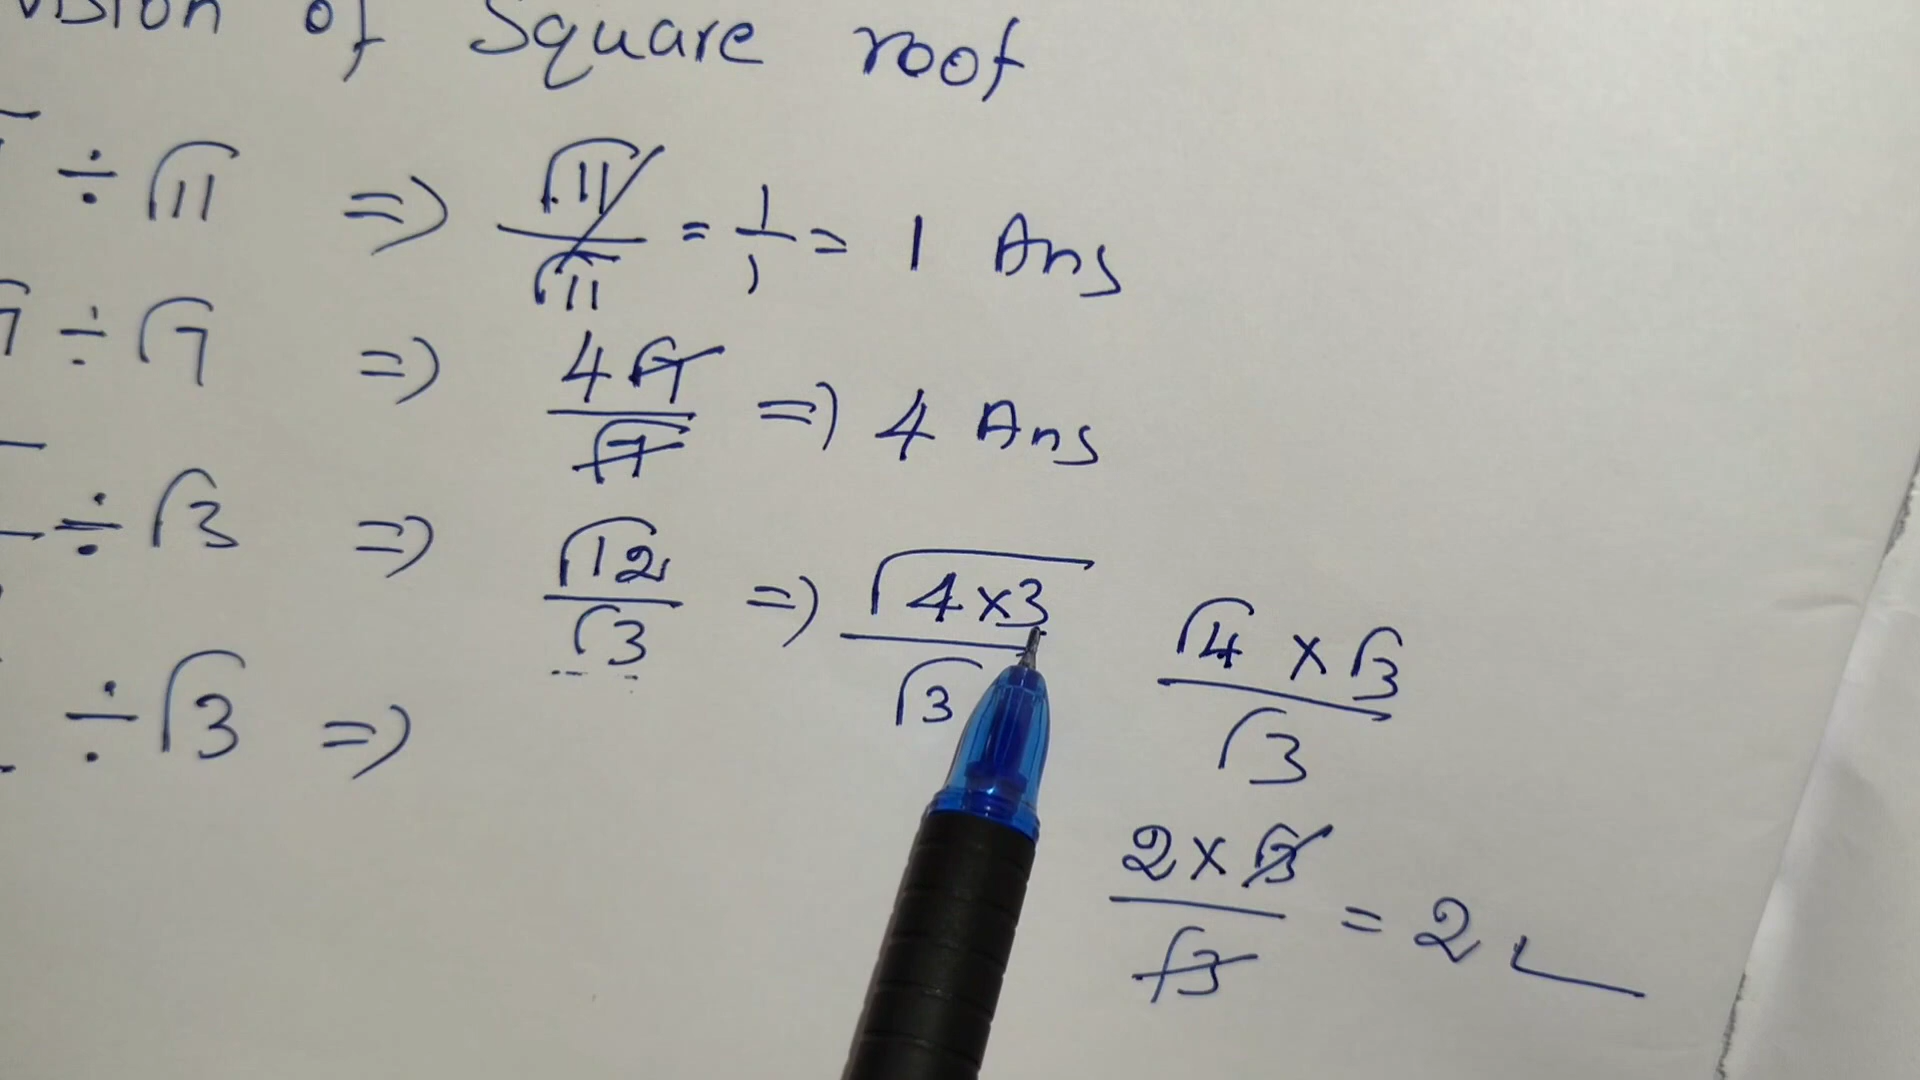 of Square root
÷ √11 => √11/√11 = 1/1 = 1 Ans
÷ √7 => 4√7/√7 => 4 Ans
÷ √3 => √12/√3 => √4×3/√3 √4 × √3/√3
÷ √3 =>
2 × √3/√3 = 2